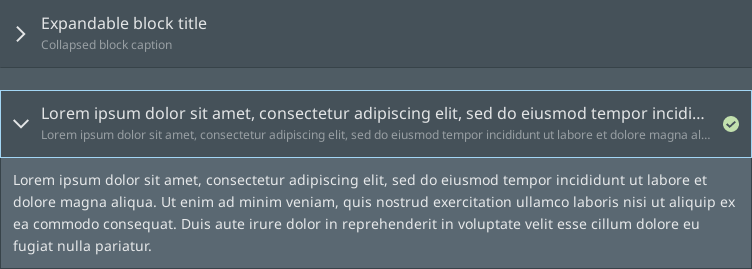 Expandable block title
Collapsed block caption
Lorem ipsum dolor sit amet, consectetur adipiscing elit, sed do eiusmod tempor incidi...
Lorem ipsum dolor sit amet, consectetur adipiscing elit, sed do eiusmod tempor incididunt ut labore et dolore magna al...
Lorem ipsum dolor sit amet, consectetur adipiscing elit, sed do eiusmod tempor incididunt ut labore et
dolore magna aliqua. Ut enim ad minim veniam, quis nostrud exercitation ullamco laboris nisi ut aliquip ex
ea commodo consequat. Duis aute irure dolor in reprehenderit in voluptate velit esse cillum dolore eu
fugiat nulla pariatur.